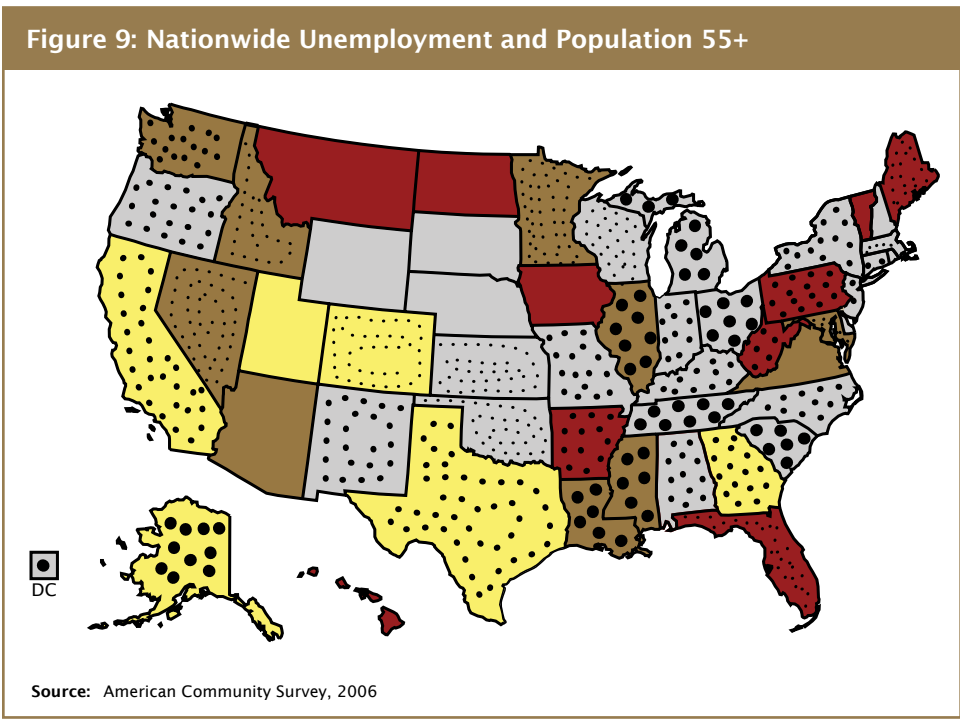 Figure 9: Nationwide Unemployment and Population 55+
DC
Source: American Community Survey, 2006